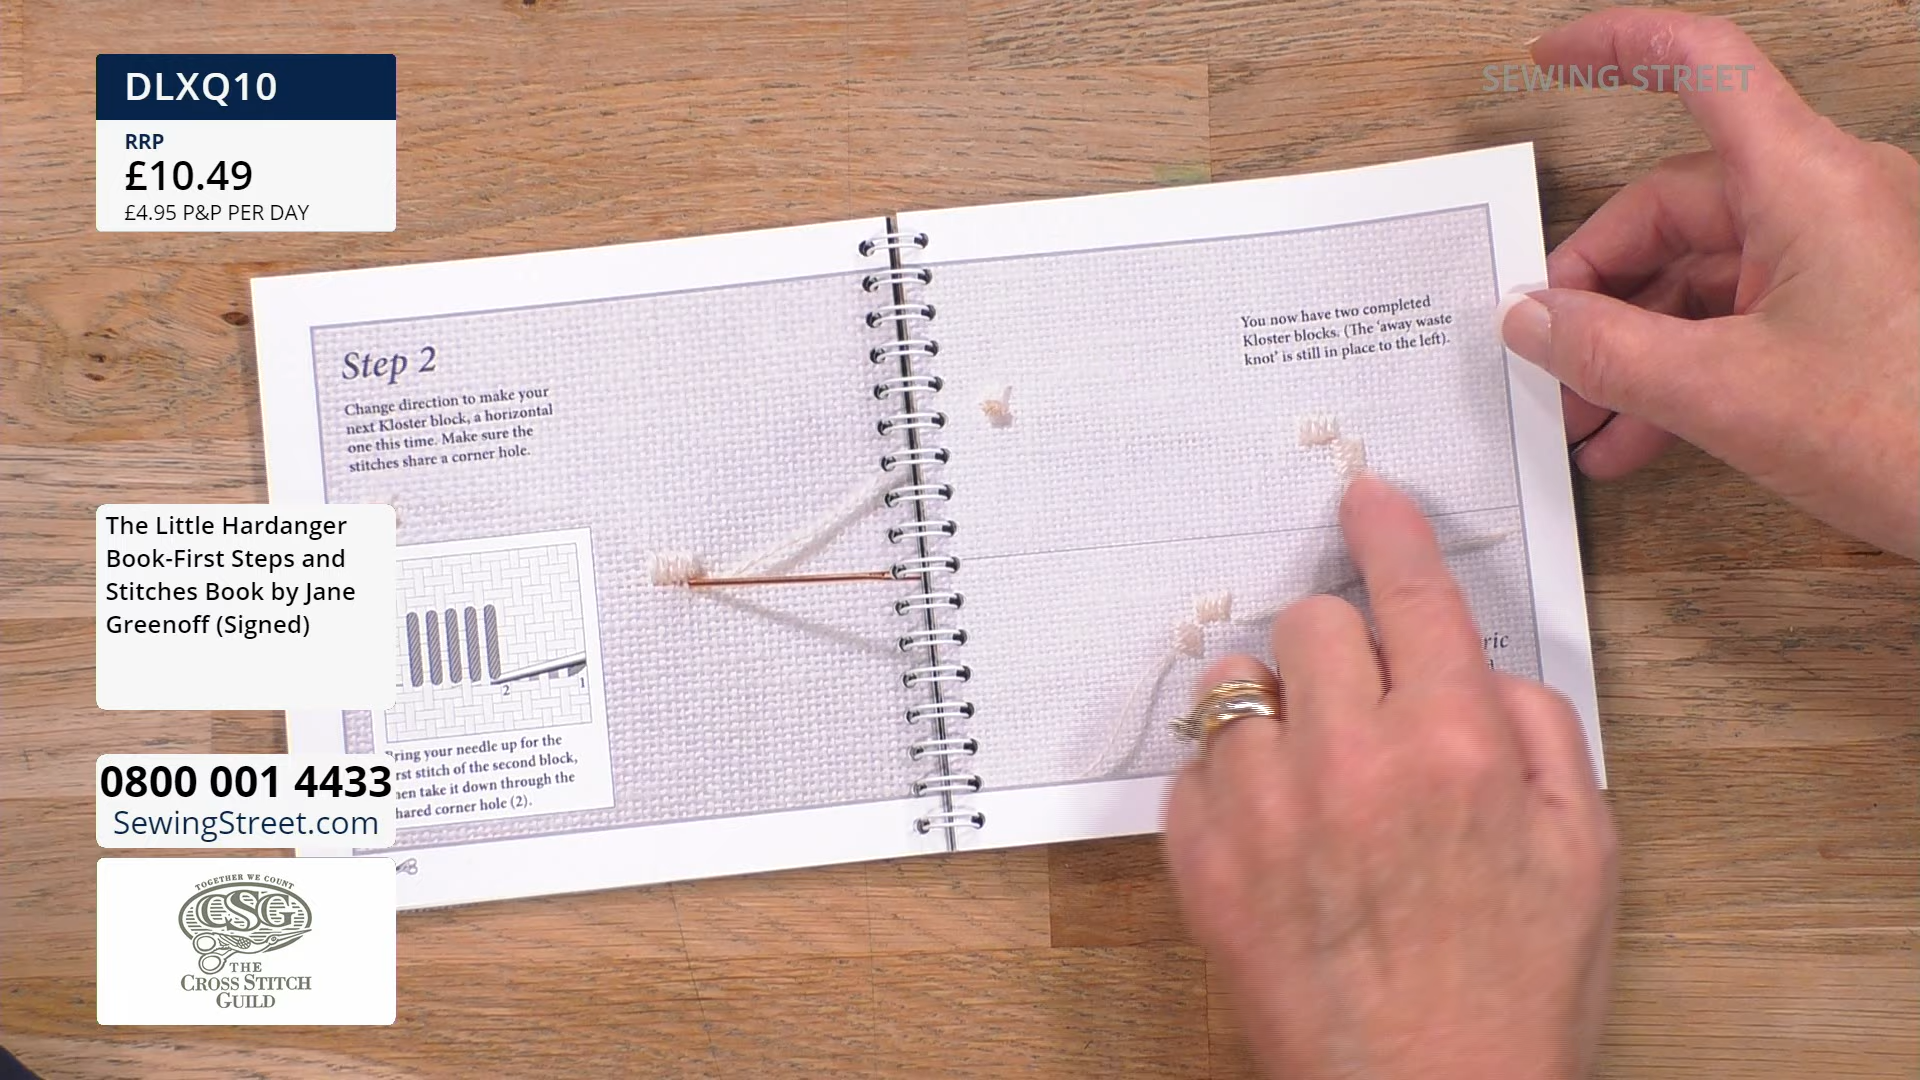 DLXQ10
RRP
£10.49
£4.95 P&P PER DAY
SEWING STREET
Step 2
Change direction to make your
next Kloster block, a horizontal
one this time. Make sure the
stitches share a corner hole.
2
1
ring your needle up for the
rst stitch of the second block,
hen take it down through the
hared corner hole (2).
You now have two completed
Kloster blocks. (The ‘away waste
knot’ is still in place to the left).
ric
The Little Hardanger
Book-First Steps and
Stitches Book by Jane
Greenoff (Signed)
0800 001 4433
SewingStreet.com
TOGETHER WE COUNT
CSG
THE
CROSS STITCH
GUILD